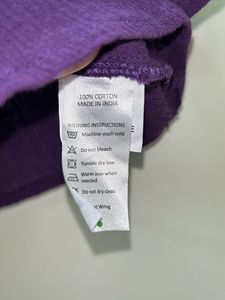 100% COTTON
MADE IN INDIA
WASHING INSTRUCTIONS
Machine wash cold
Do not bleach
Tumble dry low
Warm iron when
needed
Do not dry clean
Wring